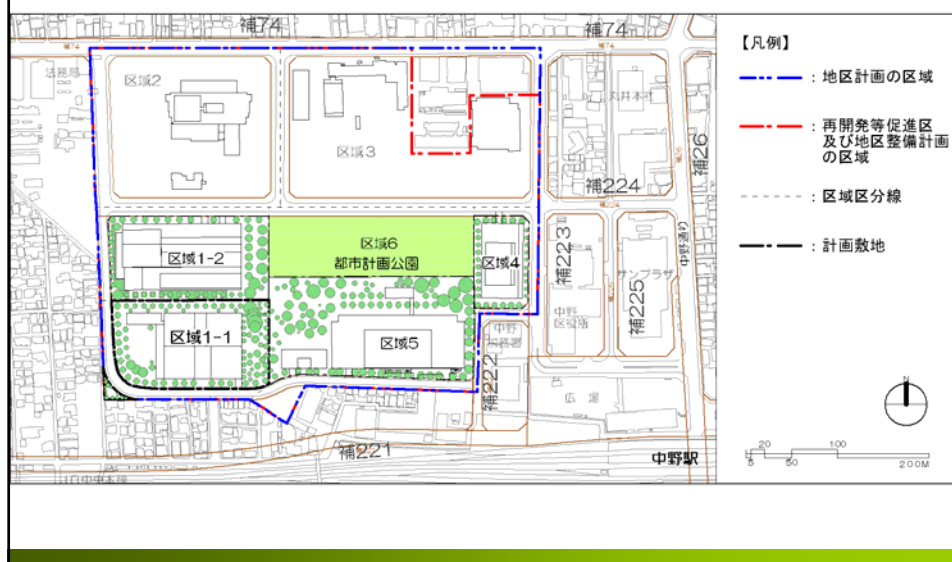 補74
補74
【凡例】
法務局
区域2
丸井本社
：地区計画の区域
区域3
：再開発等促進区
及び地区整備計画
の区域
補26
補224
：区域区分線
区域6
都市計画公園
区域1-2
区域4
補223
中野通り
サンプラザ
：計画敷地
区域1-1
区域5
中野
税務署
中野
区役所
補225
補222
広場
補221
中野駅
JR中央本線
N
20
100
5
50
200M